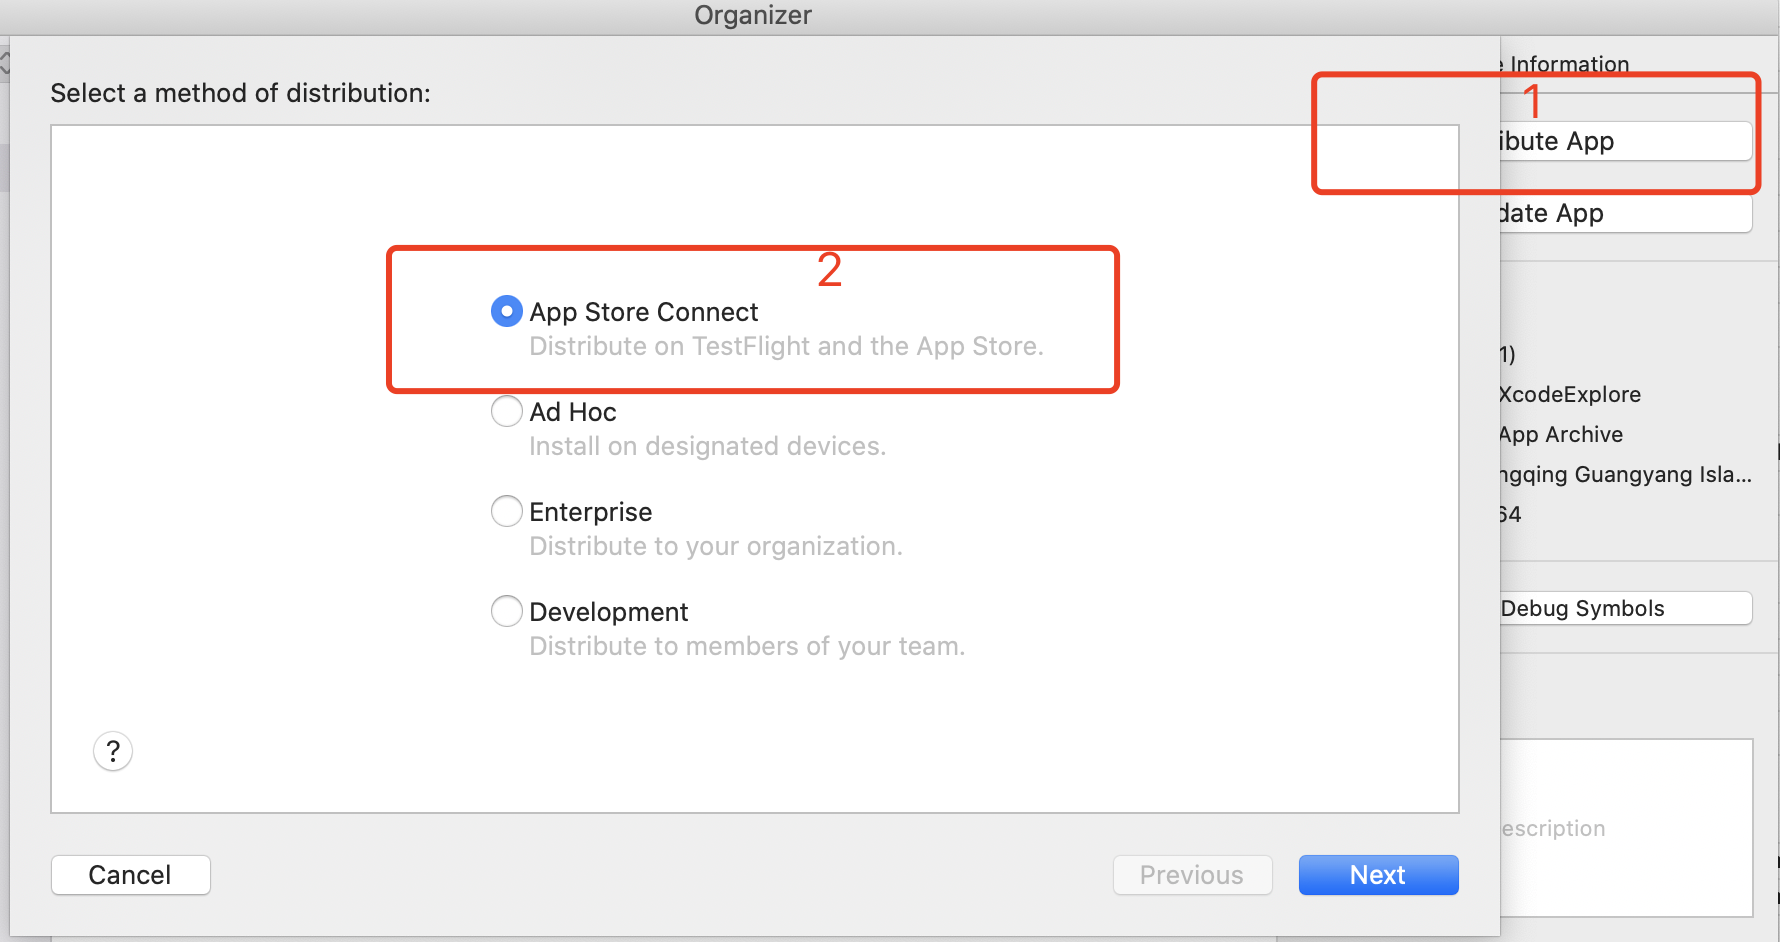 Organizer
Select a method of distribution:
Information
1
ibute App
date App
2
App Store Connect
Distribute on TestFlight and the App Store.
Ad Hoc
Install on designated devices.
Enterprise
Distribute to your organization.
Development
Distribute to members of your team.
1)
XcodeExplore
App Archive
ngqing Guangyang Isla...
64
Debug Symbols
escription
?
Cancel
Previous
Next